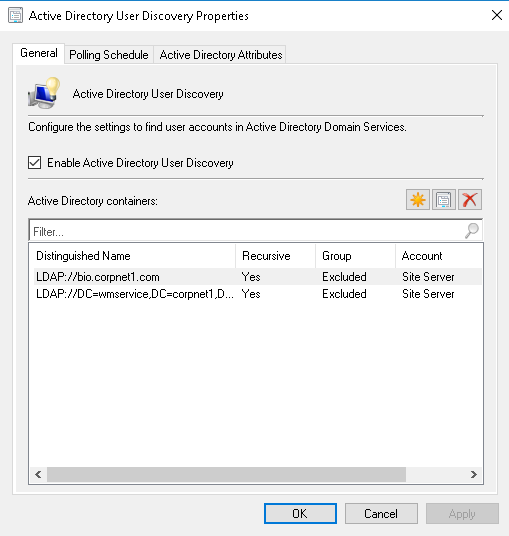 Active Directory User Discovery Properties
General Polling Schedule Active Directory Attributes
Active Directory User Discovery
Configure the settings to find user accounts in Active Directory Domain Services.
Enable Active Directory User Discovery
Active Directory containers:
Filter...
Distinguished Name Recursive Group Account
LDAP://bio.corpnet1.com Yes Excluded Site Server
LDAP://DC=wmservice,DC=corpnet1,D... Yes Excluded Site Server
OK Cancel Apply